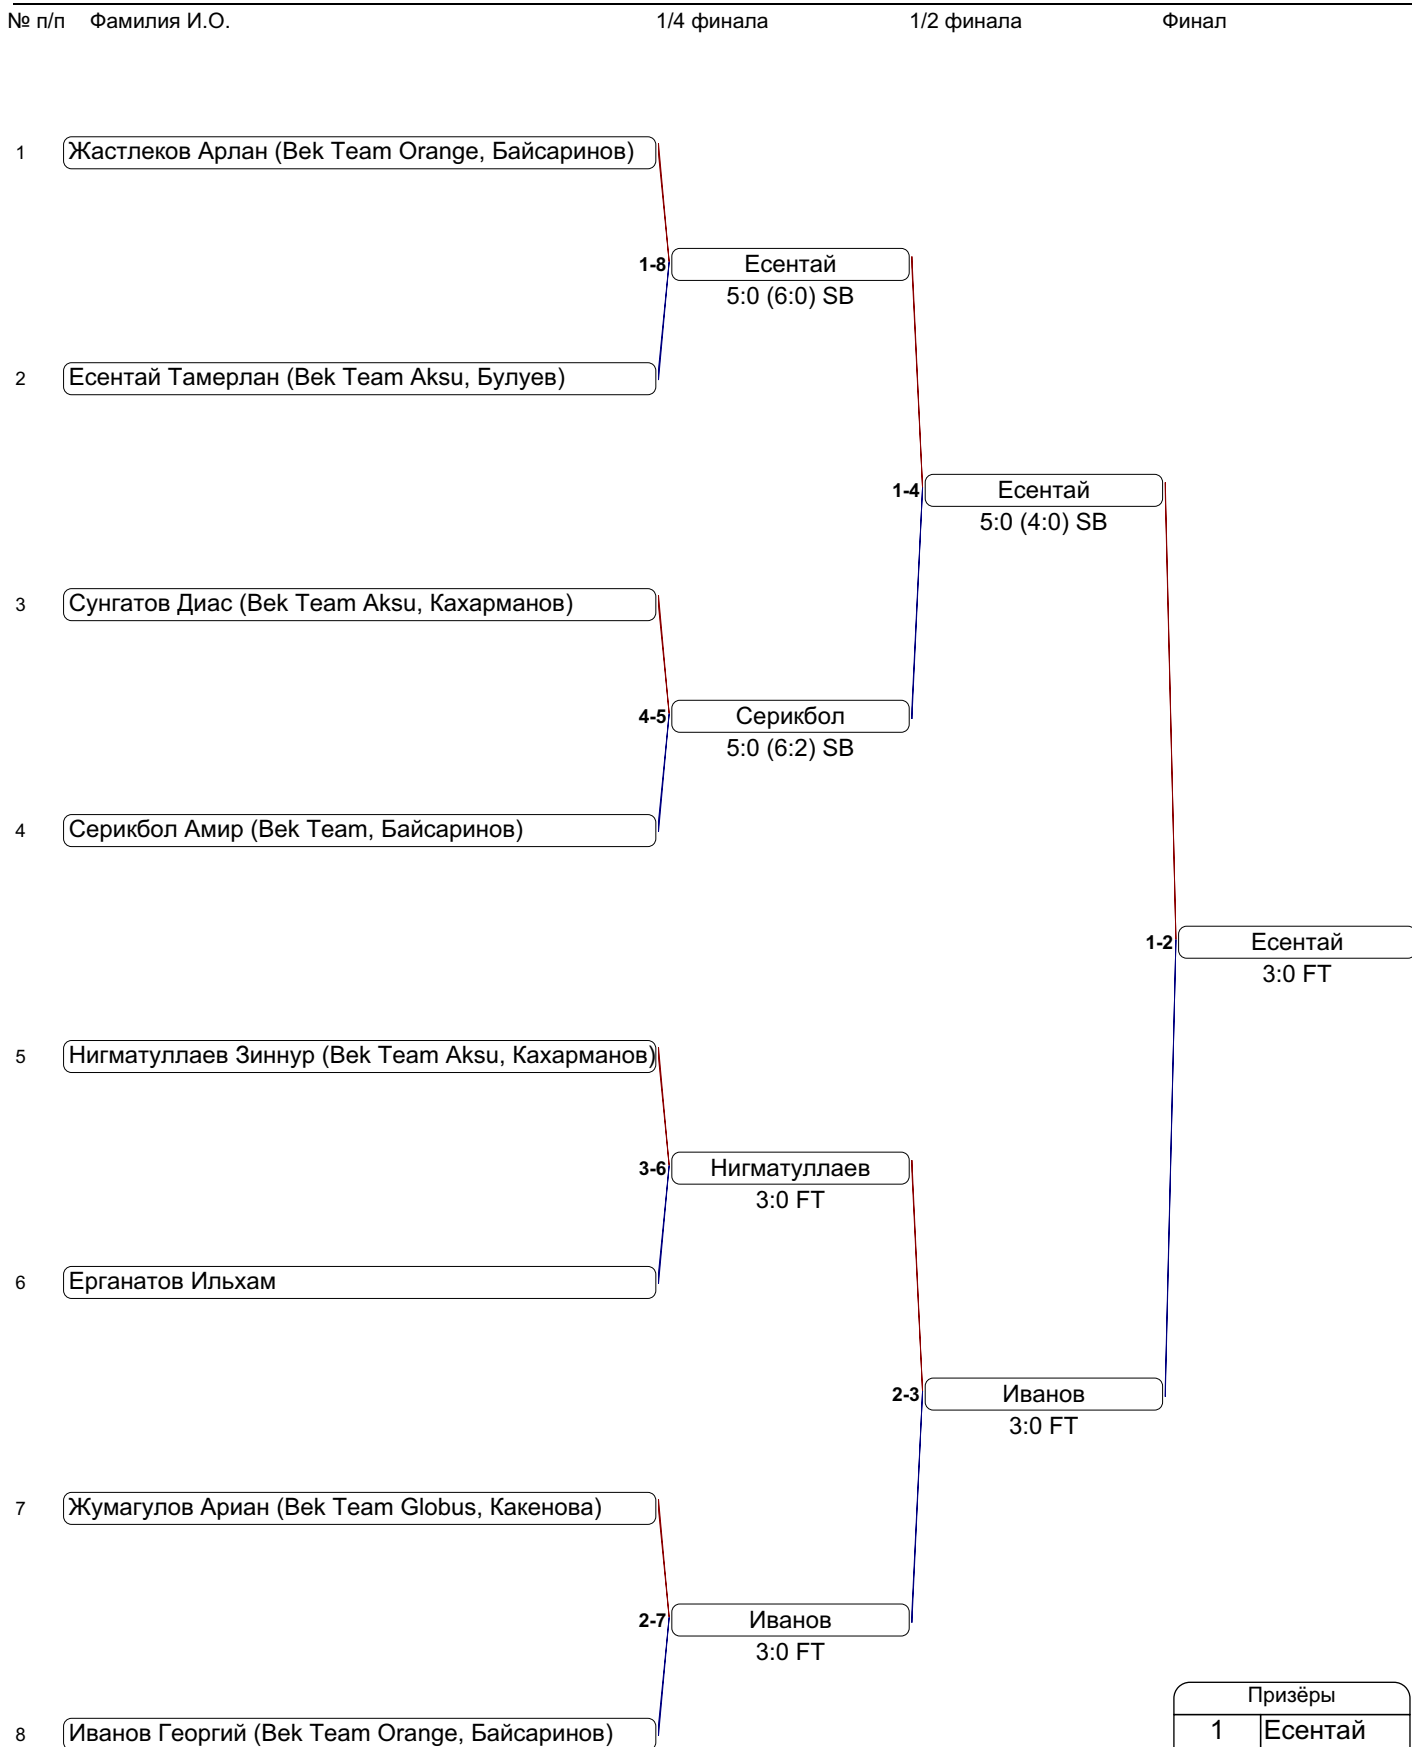 № п/п Фамилия И.О. 1/4 финала 1/2 финала Финал
1 Жастлеков Арлан (Bek Team Orange, Байсаринов)
1-8 Есентай
5:0 (6:0) SB
2 Есентай Тамерлан (Bek Team Aksu, Булуев)
1-4 Есентай
5:0 (4:0) SB
3 Сунгатов Диас (Bek Team Aksu, Кахарманов)
4-5 Серикбол
5:0 (6:2) SB
4 Серикбол Амир (Bek Team, Байсаринов)
1-2 Есентай
3:0 FT
5 Нигматуллаев Зиннур (Bek Team Aksu, Кахарманов)
3-6 Нигматуллаев
3:0 FT
6 Ерганатов Ильхам
2-3 Иванов
3:0 FT
7 Жумагулов Ариан (Bek Team Globus, Какенова)
2-7 Иванов
3:0 FT
Призёры
1 Есентай
8 Иванов Георгий (Bek Team Orange, Байсаринов)